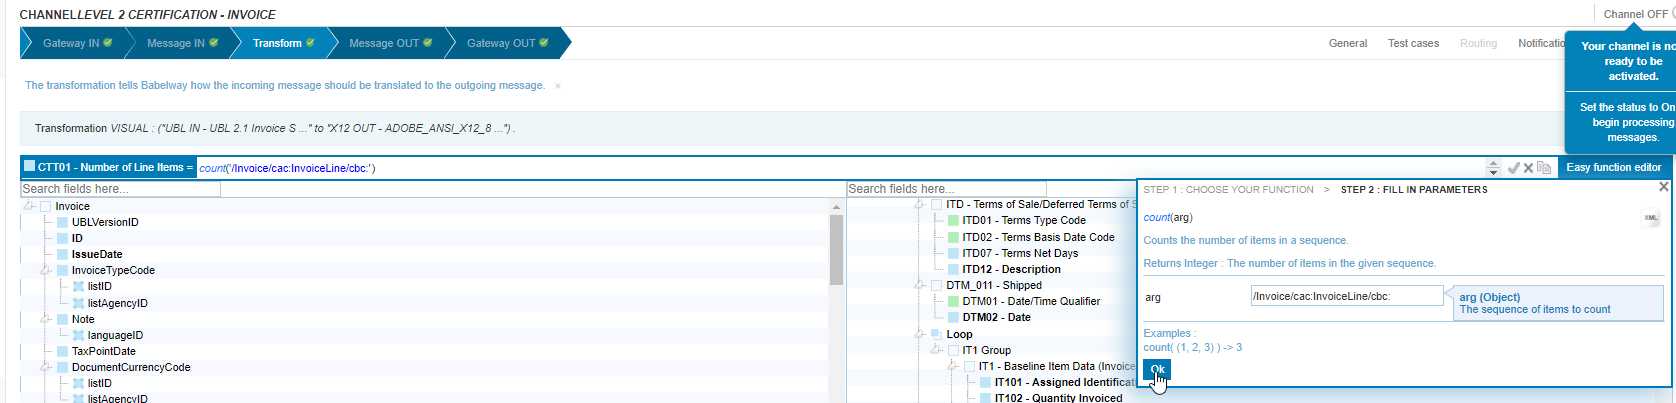 CHANNEL LEVEL 2 CERTIFICATION - INVOICE
Channel OFF
Gateway IN
Message IN
Transform
Message OUT
Gateway OUT
General
Test cases
Routing
Notification
Your channel is no
ready to be
activated.
Set the status to On
begin processing
messages.
The transformation tells Babelway how the incoming message should be translated to the outgoing message. ×
Transformation VISUAL : ("UBL IN - UBL 2.1 Invoice S ..." to "X12 OUT - ADOBE_ANSI_X12_8 ...") .
CTT01 - Number of Line Items = count('/Invoice/cac:InvoiceLine/cbc:')
Easy function editor
Search fields here...
Invoice
UBLVersionID
ID
IssueDate
InvoiceTypeCode
listID
listAgencyID
Note
languageID
TaxPointDate
DocumentCurrencyCode
listID
listAgencyID
Search fields here...
ITD - Terms of Sale/Deferred Terms of S
ITD01 - Terms Type Code
ITD02 - Terms Basis Date Code
ITD07 - Terms Net Days
ITD12 - Description
DTM_011 - Shipped
DTM01 - Date/Time Qualifier
DTM02 - Date
Loop
IT1 Group
IT1 - Baseline Item Data (Invoice
IT101 - Assigned Identificat
IT102 - Quantity Invoiced
STEP 1 : CHOOSE YOUR FUNCTION > STEP 2 : FILL IN PARAMETERS
count(arg)
XML
Counts the number of items in a sequence.
Returns Integer : The number of items in the given sequence.
arg
/Invoice/cac:InvoiceLine/cbc:
arg (Object)
The sequence of items to count
Examples :
count( (1, 2, 3) ) -> 3
Ok